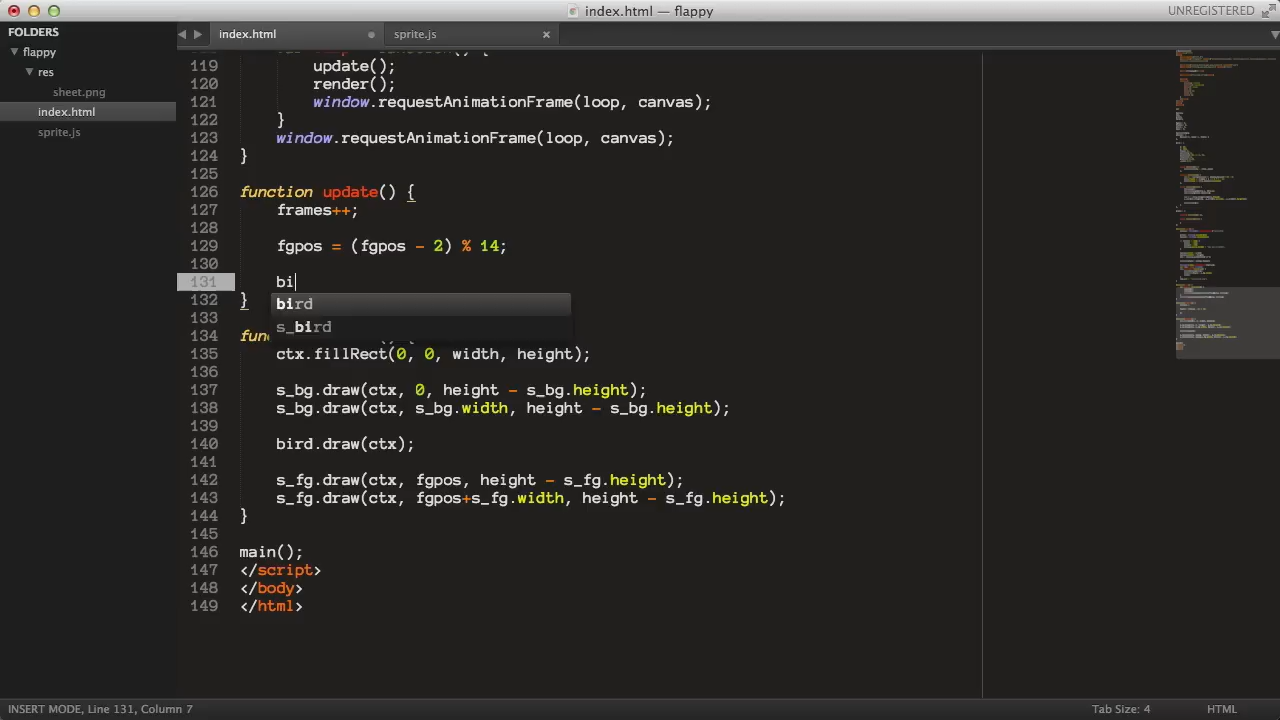 index.html — flappy
UNREGISTERED
FOLDERS
flappy
res
sheet.png
index.html
sprite.js
index.html
sprite.js
119 update();
120 render();
121 window.requestAnimationFrame(loop, canvas);
122 }
123 window.requestAnimationFrame(loop, canvas);
124 }
125
126 function update() {
127 frames++;
128
129 fgpos = (fgpos - 2) % 14;
130
131 bi
bird
s_bird
132 }
133
134
135 ctx.fillRect(0, 0, width, height);
136
137 s_bg.draw(ctx, 0, height - s_bg.height);
138 s_bg.draw(ctx, s_bg.width, height - s_bg.height);
139
140 bird.draw(ctx);
141
142 s_fg.draw(ctx, fgpos, height - s_fg.height);
143 s_fg.draw(ctx, fgpos+s_fg.width, height - s_fg.height);
144 }
145
146 main();
147 </script>
148 </body>
149 </html>
INSERT MODE, Line 131, Column 7
Tab Size: 4
HTML